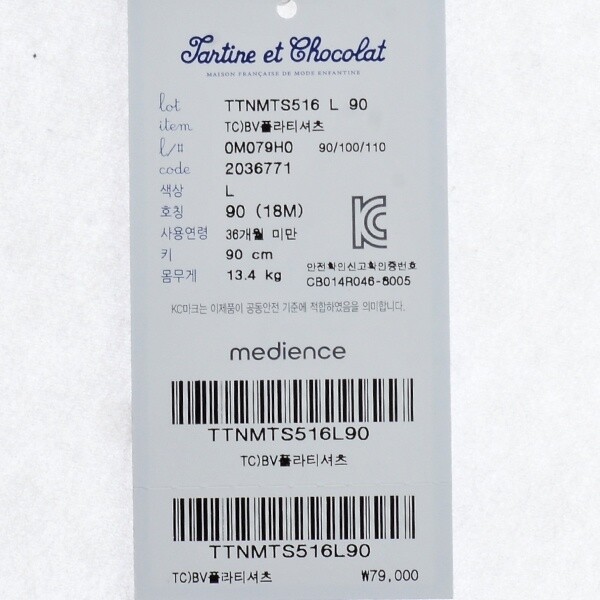 Tartine et Chocolat
MAISON FRANÇAISE DE MODE ENFANTINE
lot TTNMTS516 L 90
item TC)BV폴라티셔츠
l/# 0M079H0 90/100/110
code 2036771
색상 L
호칭 90 (18M)
사용연령 36개월 미만
키 90 cm
몸무게 13.4 kg
안전확인신고확인증번호
CB014R046-8005
KC마크는 이제품이 공동안전 기준에 적합하였음을 의미합니다.
medience
TTNMTS516L90
TC)BV폴라티셔츠
TTNMTS516L90
TC)BV폴라티셔츠 ₩79,000